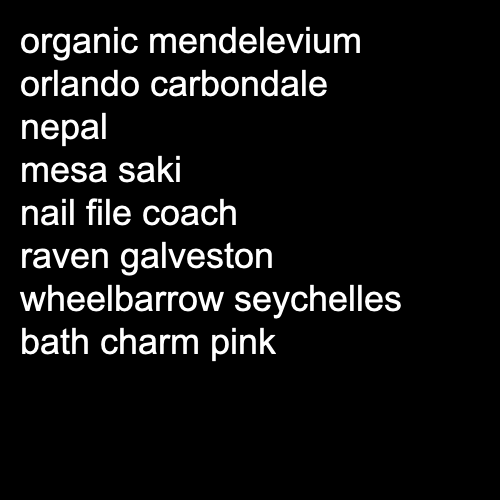 organic mendelevium
orlando carbondale
nepal
mesa saki
nail file coach
raven galveston
wheelbarrow seychelles
bath charm pink